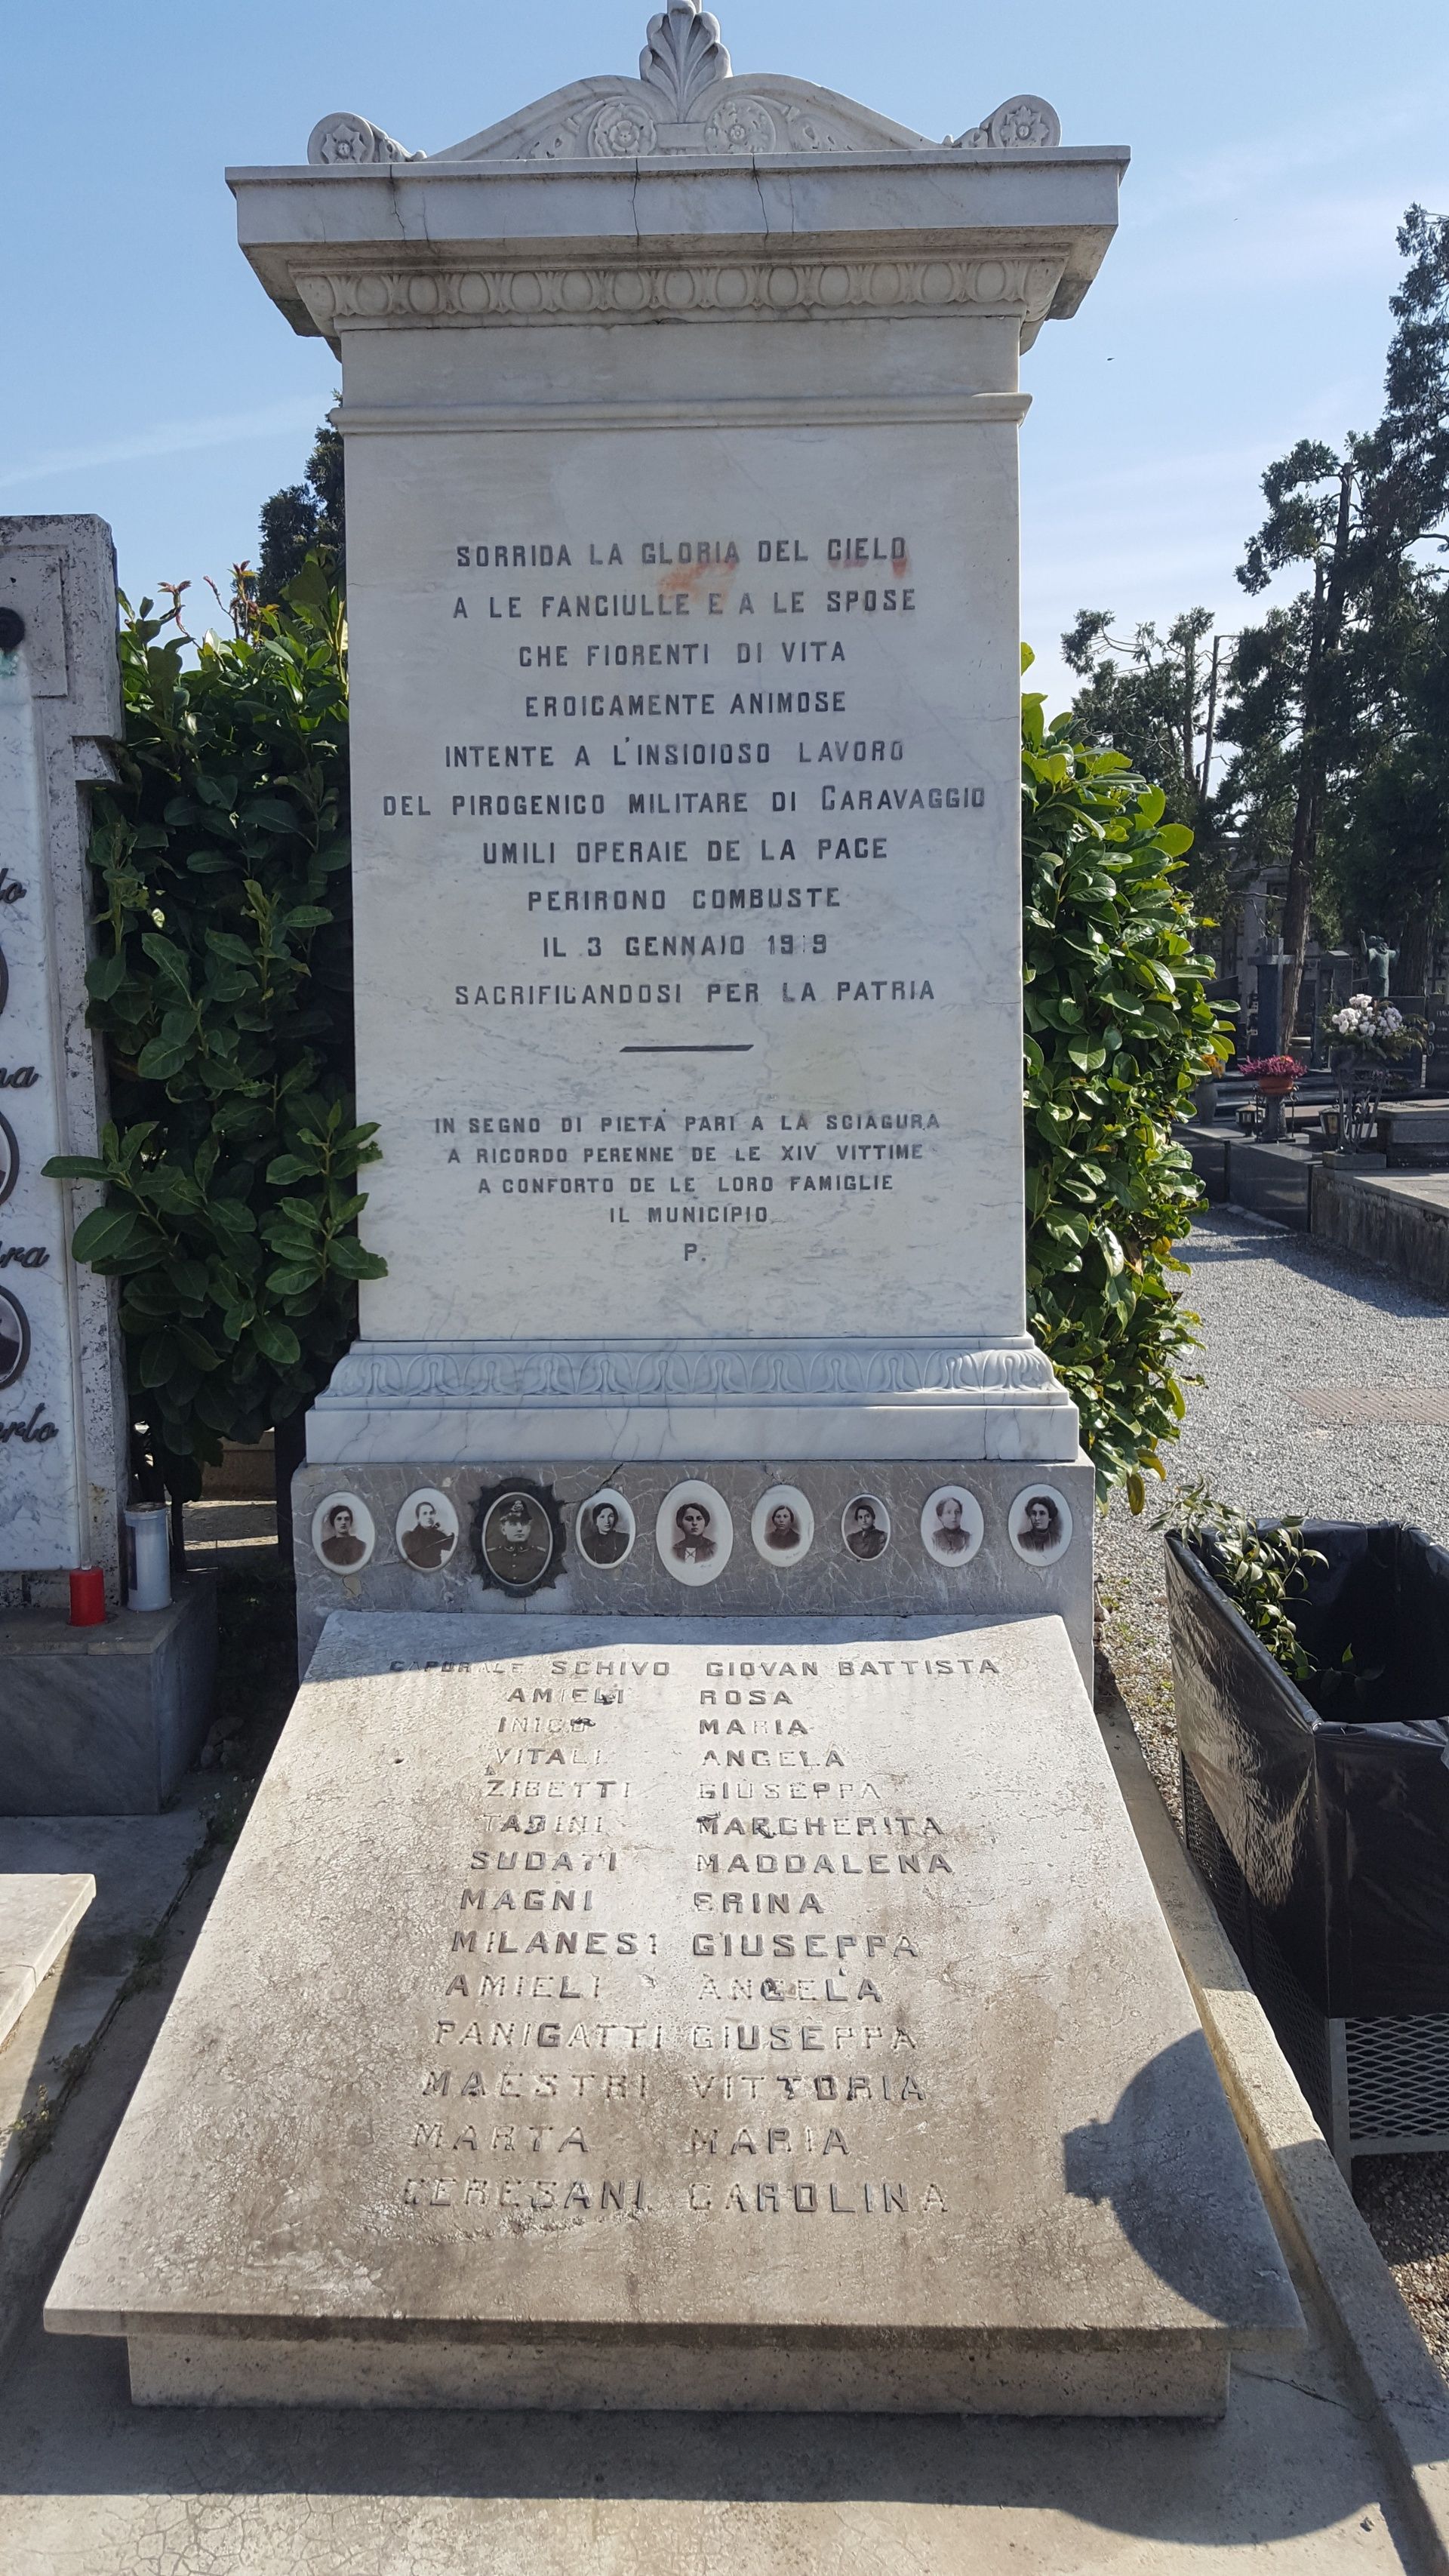 SORRIDA LA GLORIA DEL CIELO
A LE FANCIULLE E A LE SPOSE
CHE FIORENTI DI VITA
EROICAMENTE ANIMOSE
INTENTE A L'INSIDIOSO LAVORO
DEL PIROGENICO MILITARE DI CARAVAGGIO
UMILI OPERAIE DE LA PACE
PERIRONO COMBUSTE
IL 3 GENNAIO 1919
SACRIFICANDOSI PER LA PATRIA
IN SEGNO DI PIETÀ PARI A LA SCIAGURA
A RICORDO PERENNE DE LE XIV VITTIME
A CONFORTO DE LE LORO FAMIGLIE
IL MUNICIPIO
P.
CAPORALE SCHIVO GIOVAN BATTISTA
AMIELI ROSA
MARIA
VITALI ANGELA
ZIBETTI GIUSEPPA
TADINI MARGHERITA
SUDATI MADDALENA
MAGNI ERINA
MILANESI GIUSEPPA
AMIELI ANGELA
PANIGATTI GIUSEPPA
MAESTRI VITTORIA
MARTA MARIA
CERESANI CAROLINA